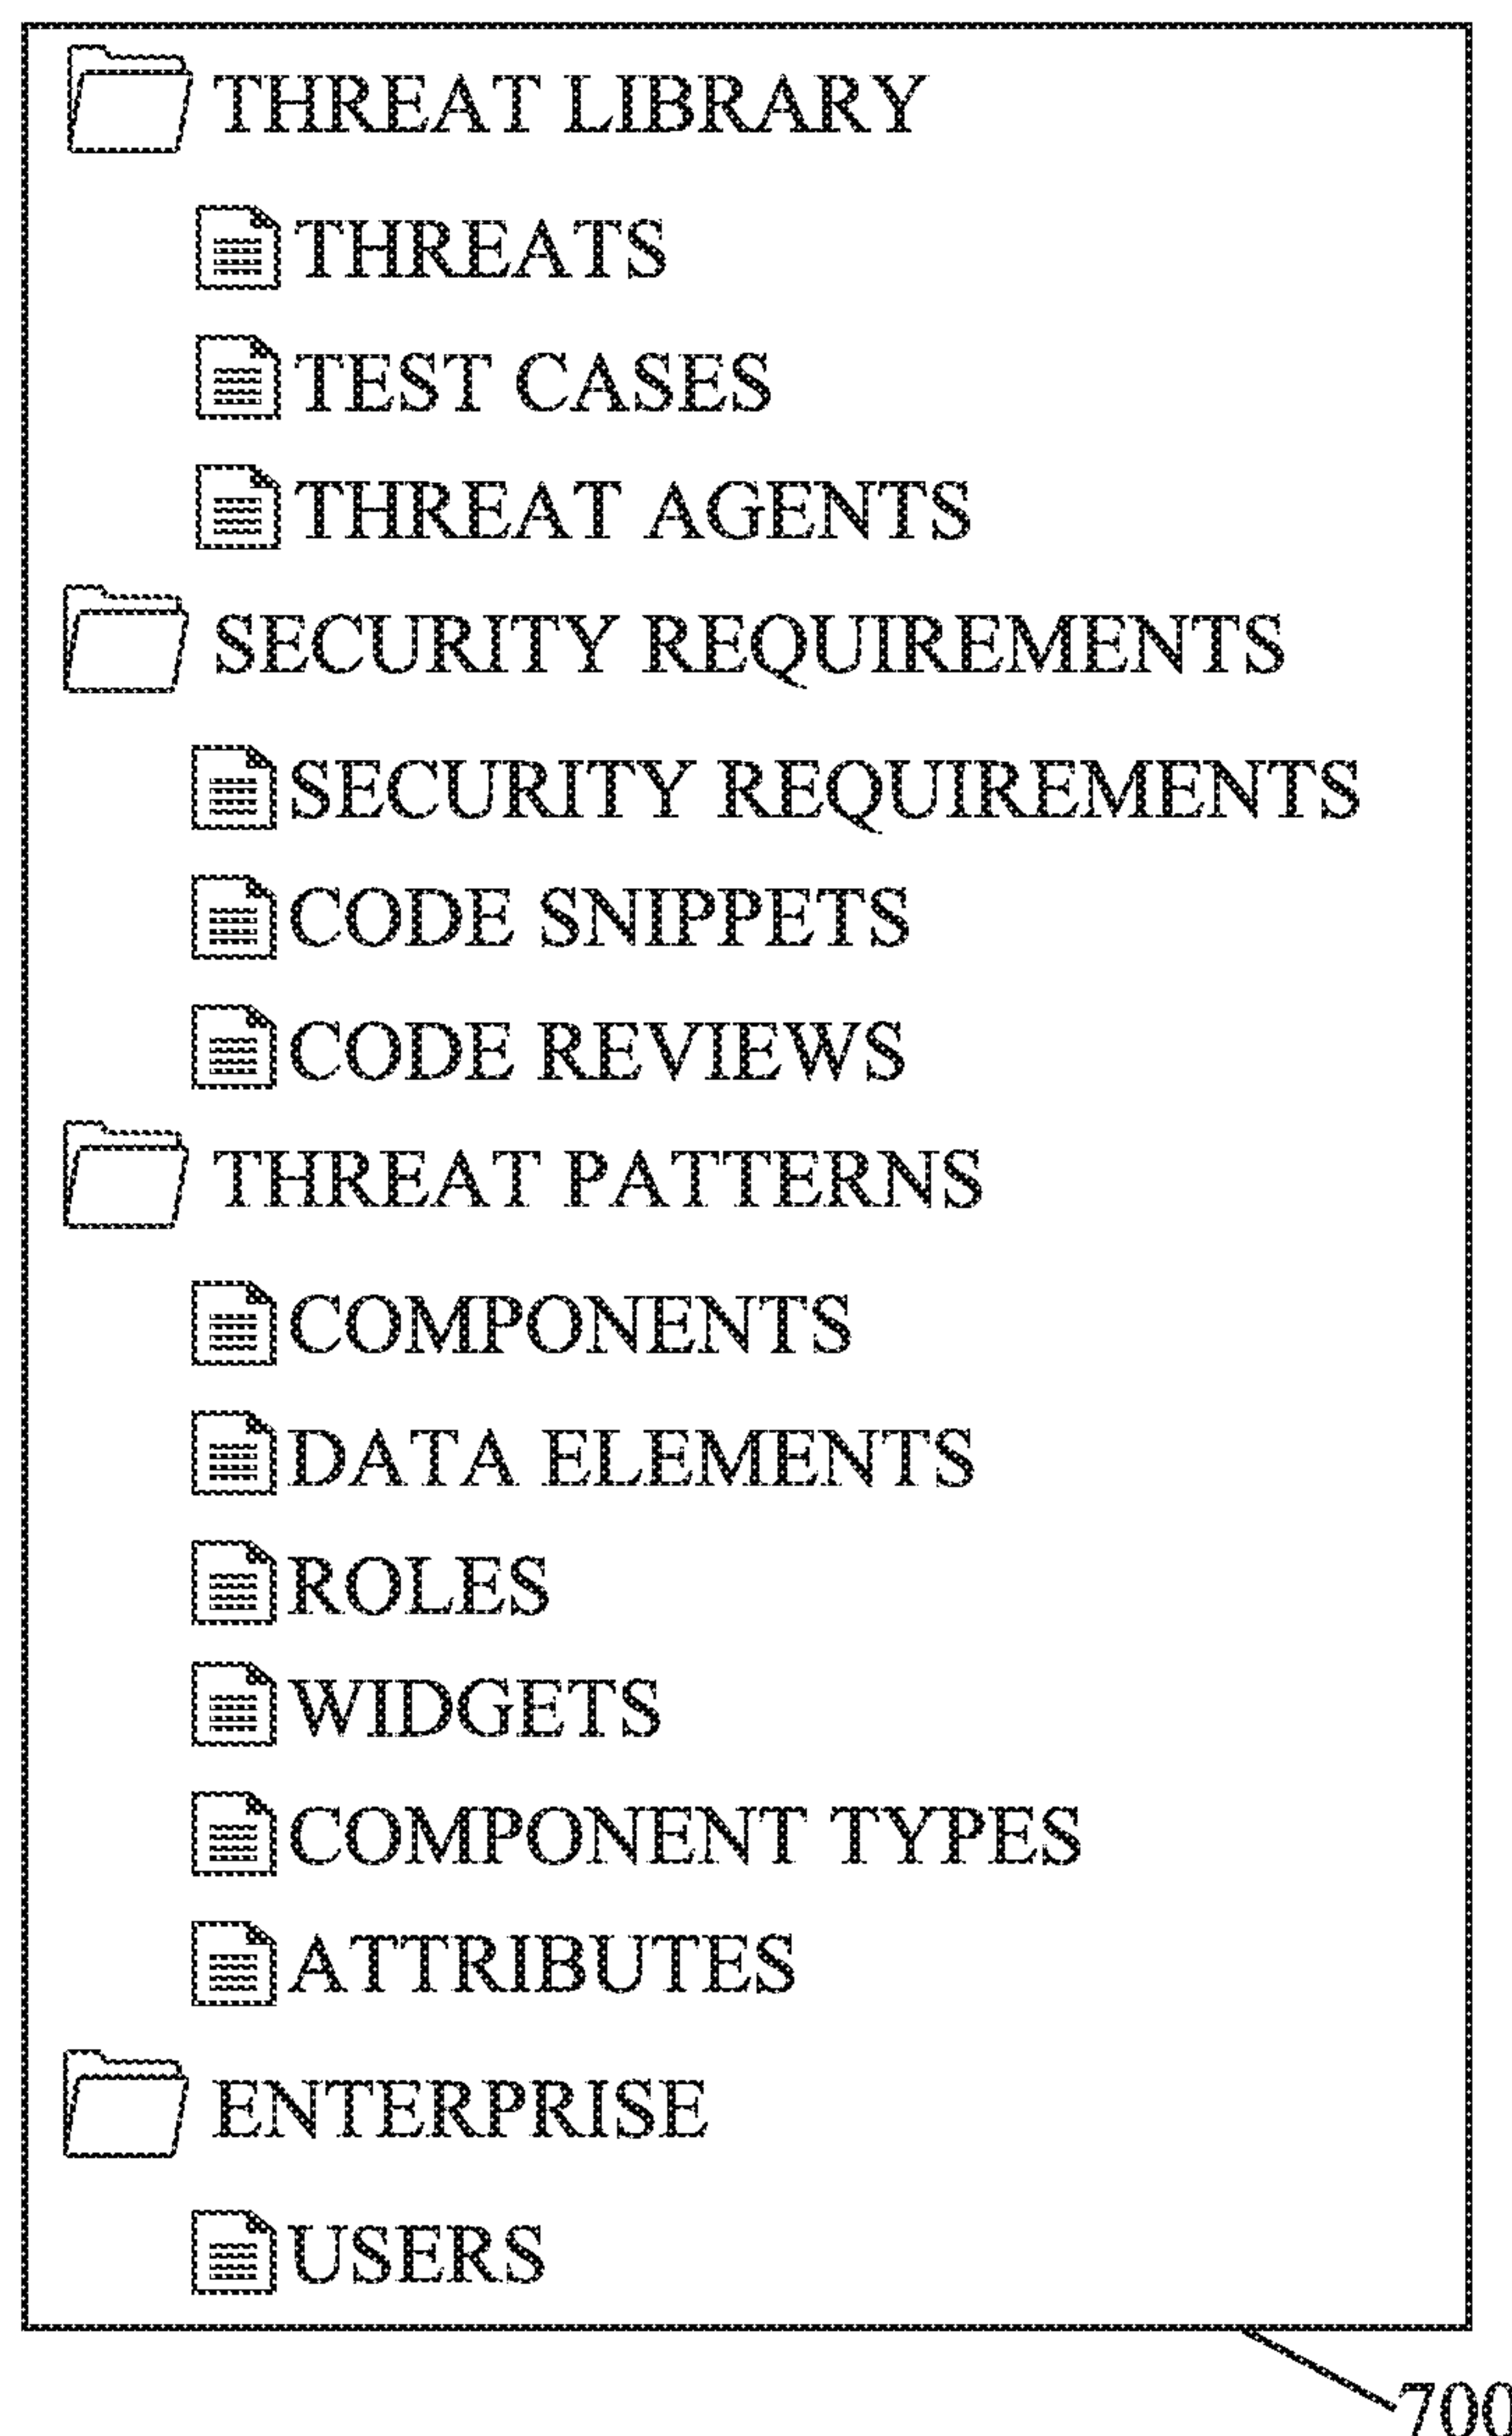 THREAT LIBRARY
THREATS
TEST CASES
THREAT AGENTS
SECURITY REQUIREMENTS
SECURITY REQUIREMENTS
CODE SNIPPETS
CODE REVIEWS
THREAT PATTERNS
COMPONENTS
DATA ELEMENTS
ROLES
WIDGETS
COMPONENT TYPES
ATTRIBUTES
ENTERPRISE
USERS
700